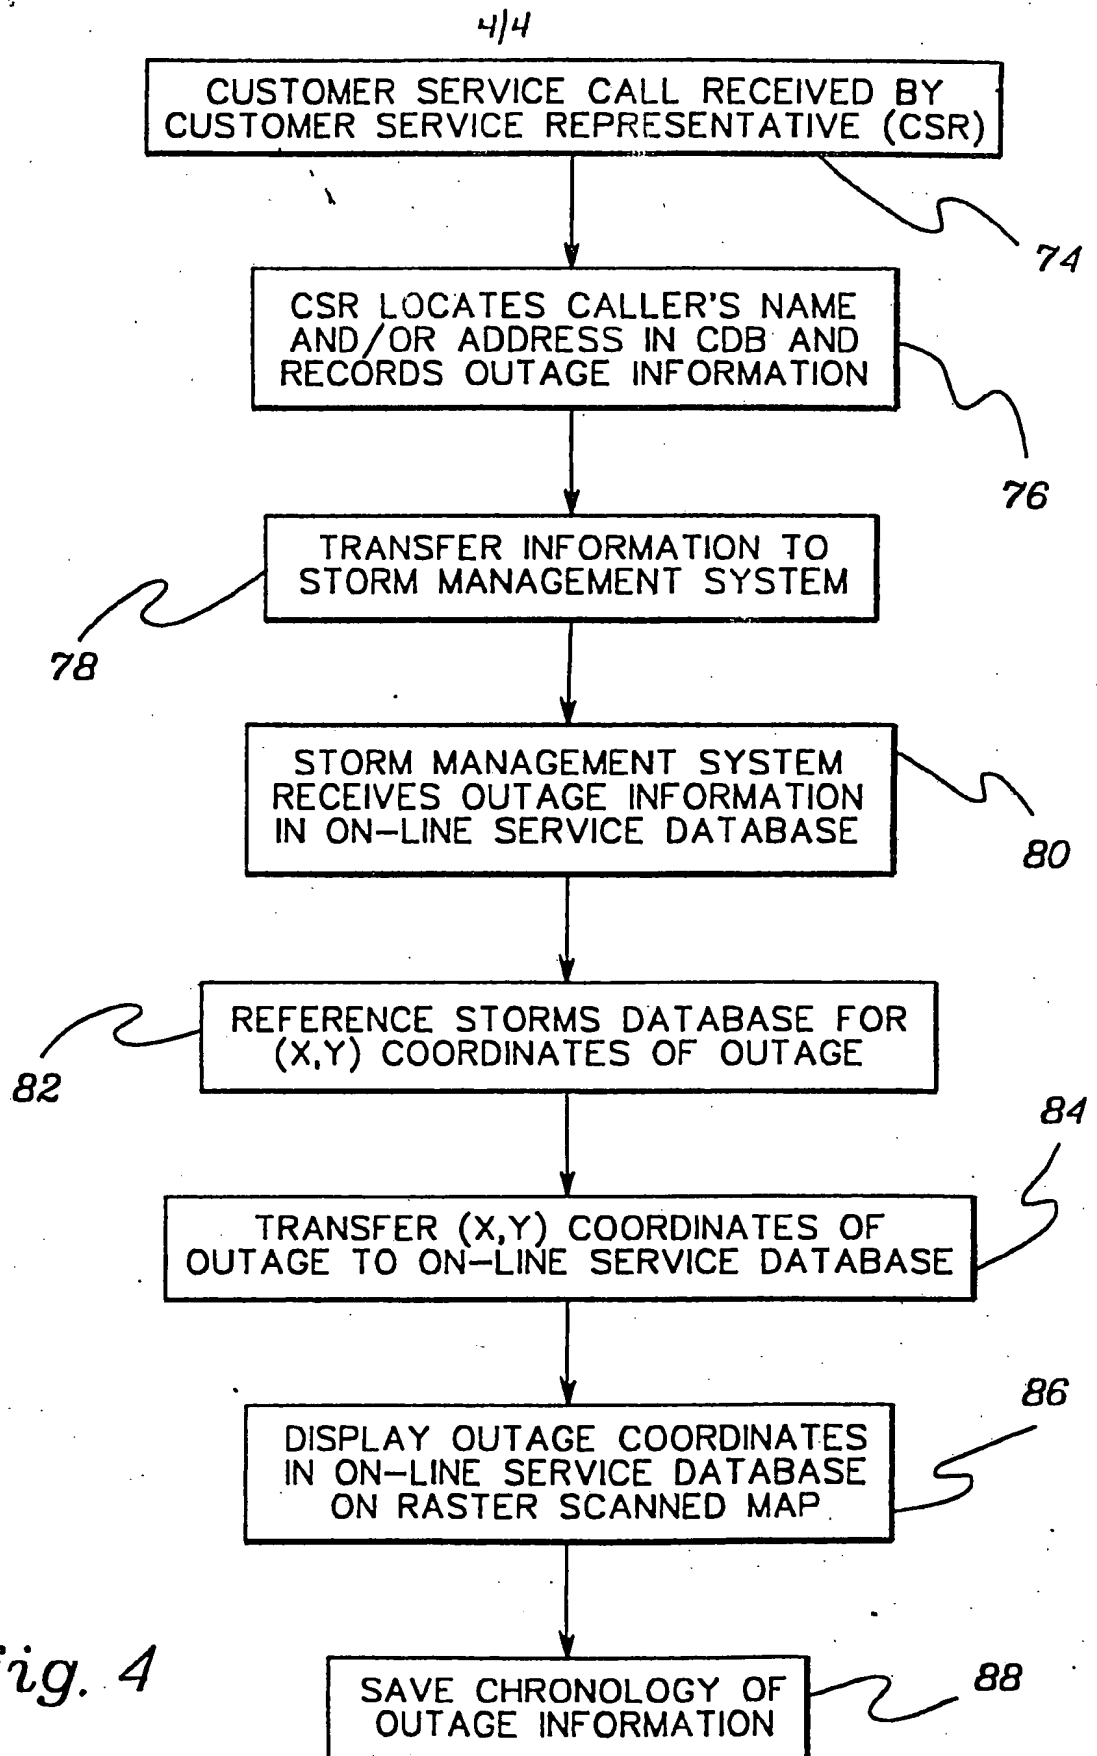 4/4
CUSTOMER SERVICE CALL RECEIVED BY
CUSTOMER SERVICE REPRESENTATIVE (CSR)
74
CSR LOCATES CALLER'S NAME
AND/OR ADDRESS IN CDB AND
RECORDS OUTAGE INFORMATION
76
TRANSFER INFORMATION TO
STORM MANAGEMENT SYSTEM
78
STORM MANAGEMENT SYSTEM
RECEIVES OUTAGE INFORMATION
IN ON-LINE SERVICE DATABASE
80
REFERENCE STORMS DATABASE FOR
(X,Y) COORDINATES OF OUTAGE
82
84
TRANSFER (X,Y) COORDINATES OF
OUTAGE TO ON-LINE SERVICE DATABASE
86
DISPLAY OUTAGE COORDINATES
IN ON-LINE SERVICE DATABASE
ON RASTER SCANNED MAP
88
SAVE CHRONOLOGY OF
OUTAGE INFORMATION
ig. 4